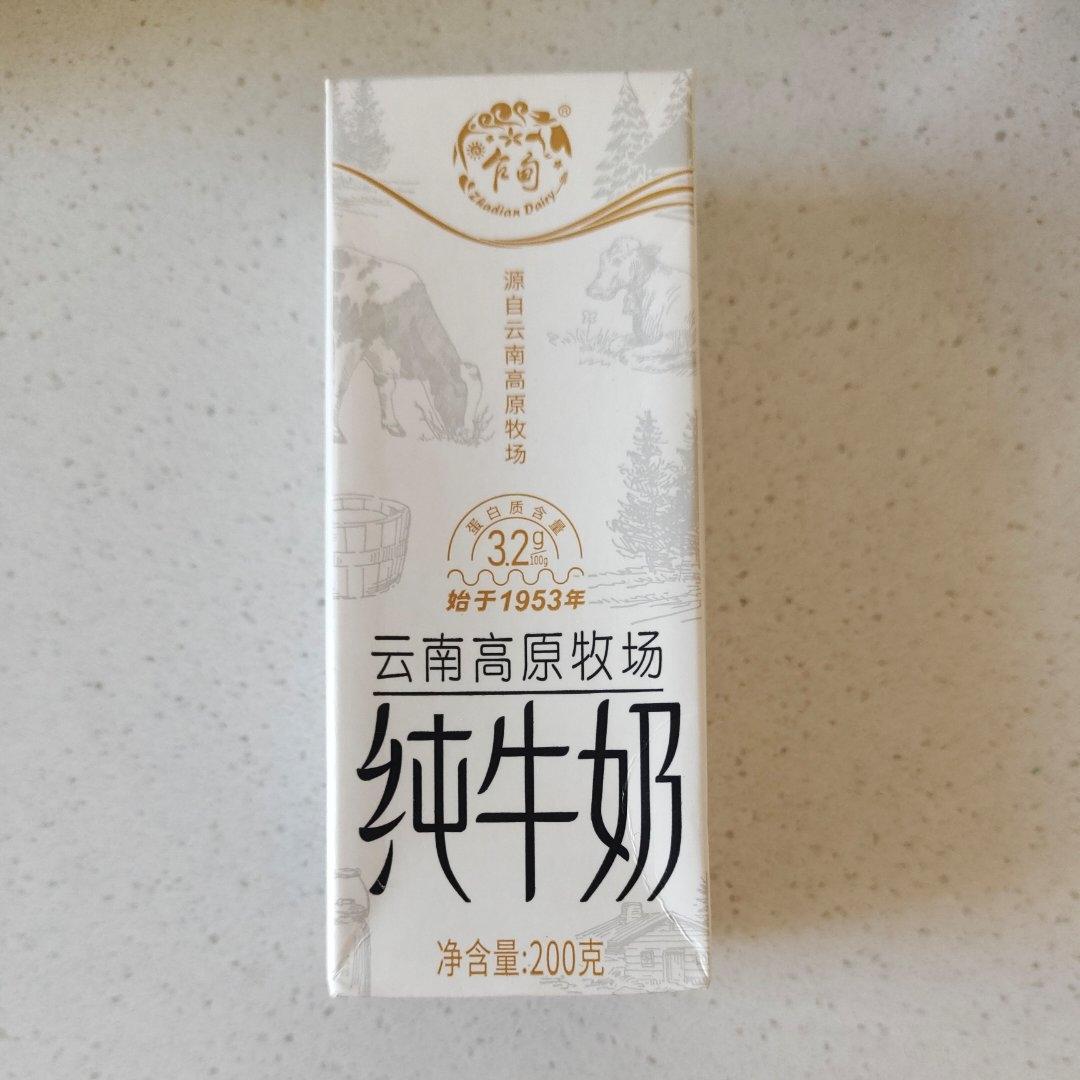 乍甸
®
Zhadian Dairy
源自云南高原牧场
蛋白质含量
3.2g/100g
始于1953年
云南高原牧场
纯牛奶
净含量:200克